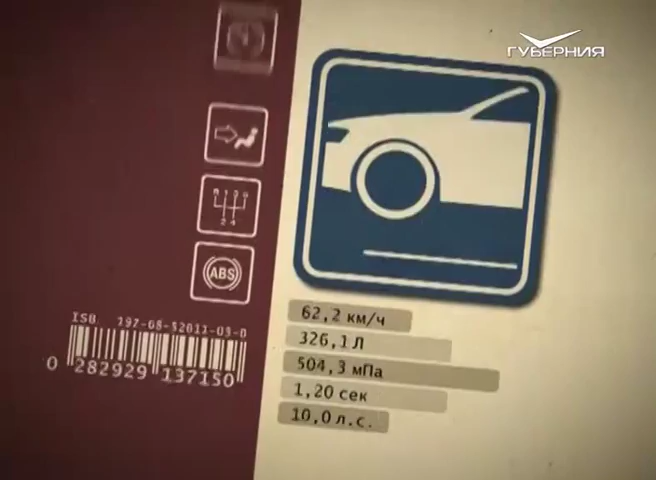 ГУБЕРНИЯ
ABS
ISB. 197-08-52011-03-0
0 282929 137150
62,2 км/ч
326,1 л
504,3 мПа
1,20 сек
10,0 л.с.